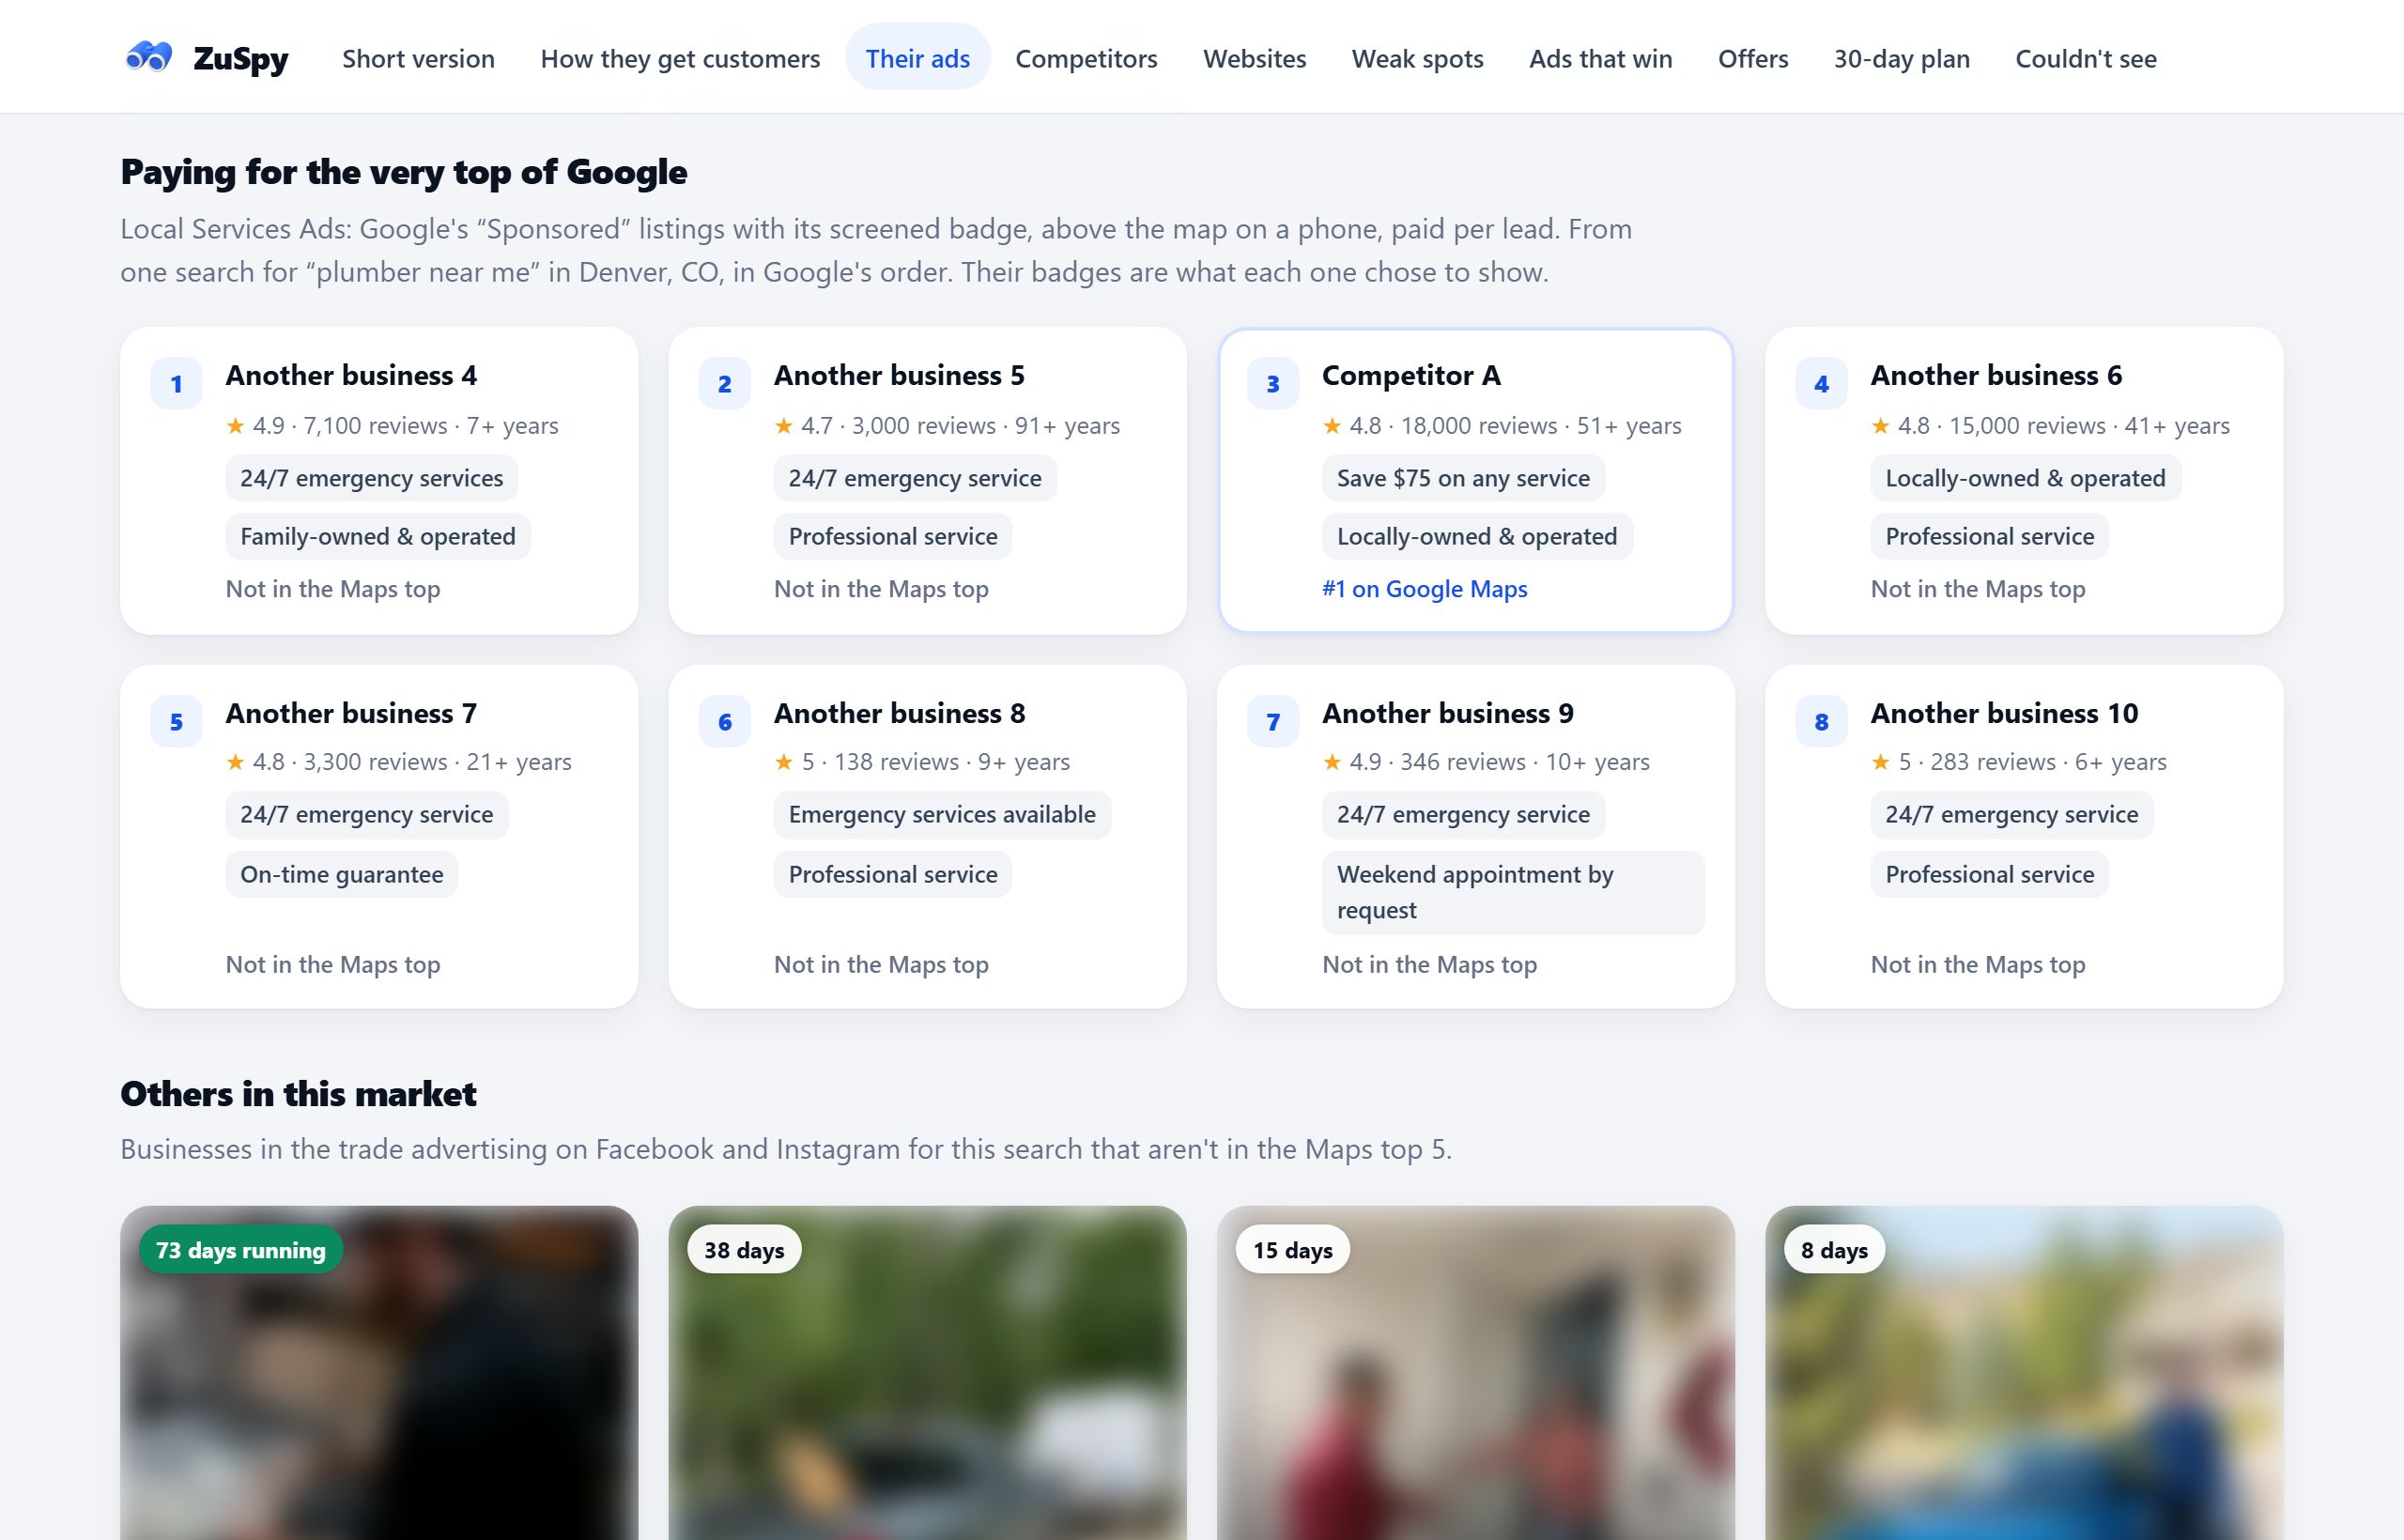 ZuSpy
Short version
How they get customers
Their ads
Competitors
Websites
Weak spots
Ads that win
Offers
30-day plan
Couldn't see
Paying for the very top of Google
Local Services Ads: Google's “Sponsored” listings with its screened badge, above the map on a phone, paid per lead. From
one search for “plumber near me” in Denver, CO, in Google's order. Their badges are what each one chose to show.
1
Another business 4
★ 4.9 · 7,100 reviews · 7+ years
24/7 emergency services
Family-owned & operated
Not in the Maps top
2
Another business 5
★ 4.7 · 3,000 reviews · 91+ years
24/7 emergency service
Professional service
Not in the Maps top
3
Competitor A
★ 4.8 · 18,000 reviews · 51+ years
Save $75 on any service
Locally-owned & operated
#1 on Google Maps
4
Another business 6
★ 4.8 · 15,000 reviews · 41+ years
Locally-owned & operated
Professional service
Not in the Maps top
5
Another business 7
★ 4.8 · 3,300 reviews · 21+ years
24/7 emergency service
On-time guarantee
Not in the Maps top
6
Another business 8
★ 5 · 138 reviews · 9+ years
Emergency services available
Professional service
Not in the Maps top
7
Another business 9
★ 4.9 · 346 reviews · 10+ years
24/7 emergency service
Weekend appointment by
request
Not in the Maps top
8
Another business 10
★ 5 · 283 reviews · 6+ years
24/7 emergency service
Professional service
Not in the Maps top
Others in this market
Businesses in the trade advertising on Facebook and Instagram for this search that aren't in the Maps top 5.
73 days running
38 days
15 days
8 days